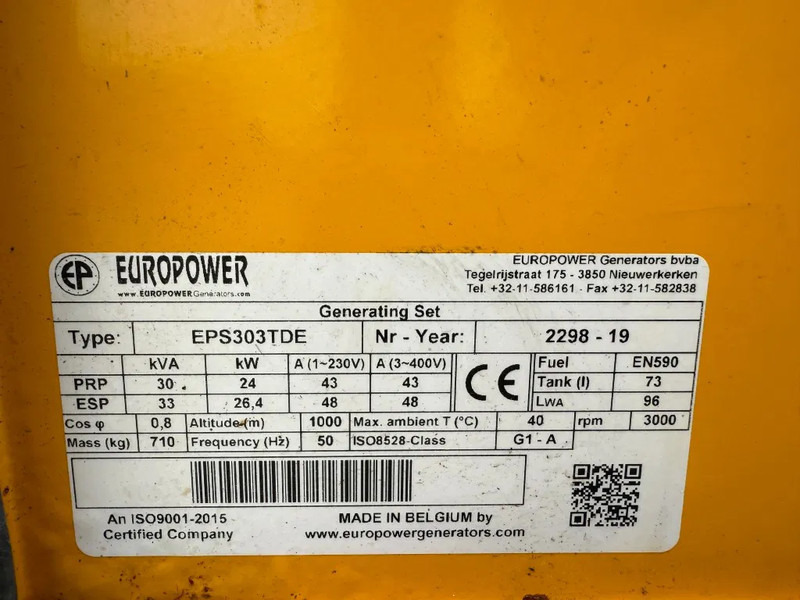 EP EUROPOWER
www.EUROPOWERGenerators.com
EUROPOWER Generators bvba
Tegelrijstraat 175 - 3850 Nieuwerkerken
Tel. +32-11-586161 - Fax +32-11-582838
Generating Set
Type: EPS303TDE Nr - Year: 2298 - 19
kVA kW A (1~230V) A (3~400V)
PRP 30 24 43 43
ESP 33 26,4 48 48
CE
Fuel EN590
Tank (l) 73
LWA 96
Cos φ 0,8 Altitude (m) 1000 Max. ambient T (°C) 40 rpm 3000
Mass (kg) 710 Frequency (Hz) 50 ISO8528-Class G1 - A
An ISO9001-2015
Certified Company
MADE IN BELGIUM by
www.europowergenerators.com